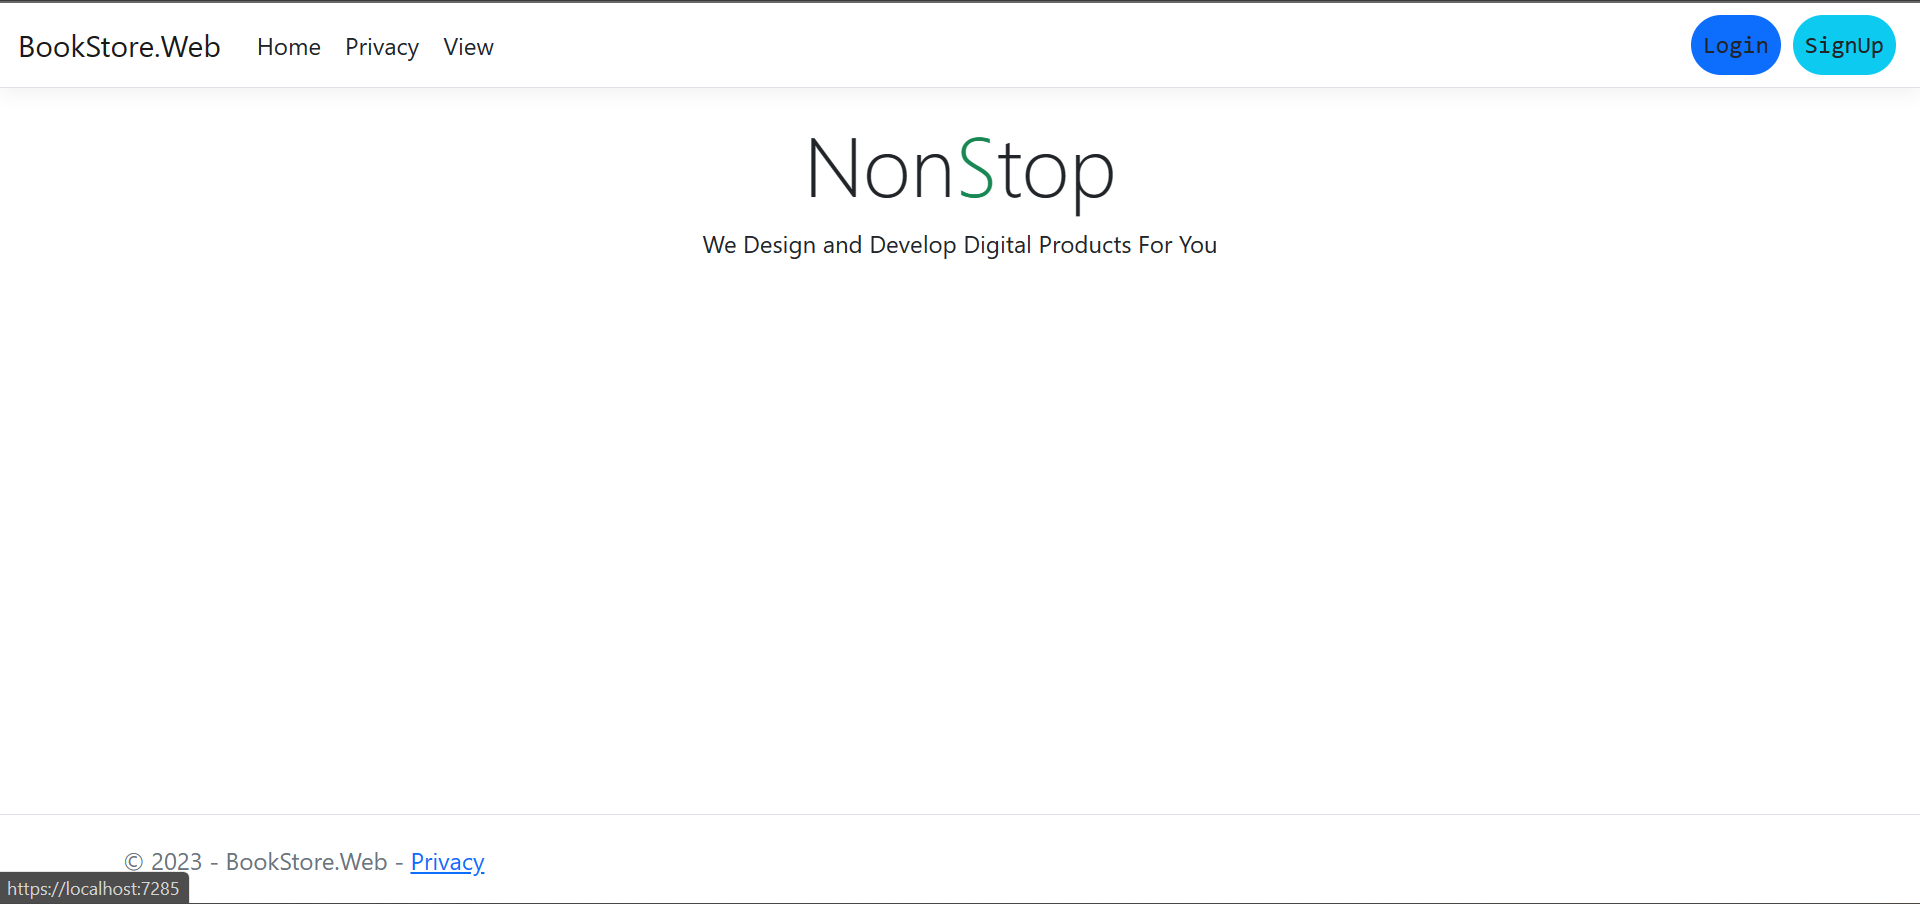 BookStore.Web Home Privacy View Login SignUp
NonStop
We Design and Develop Digital Products For You
© 2023 - BookStore.Web - Privacy
https://localhost:7285